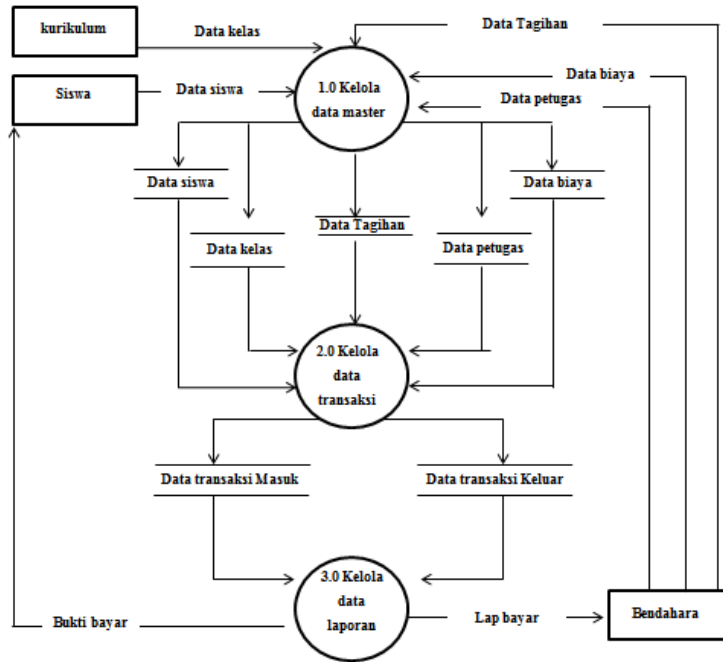 kurikulum
Data kelas
Data Tagihan
Siswa
Data siswa
Data biaya
Data petugas
1.0 Kelola
data master
Data siswa
Data kelas
Data Tagihan
Data petugas
Data biaya
2.0 Kelola
data
transaksi
Data transaksi Masuk
Data transaksi Keluar
3.0 Kelola
data
laporan
Bukti bayar
Lap bayar
Bendahara